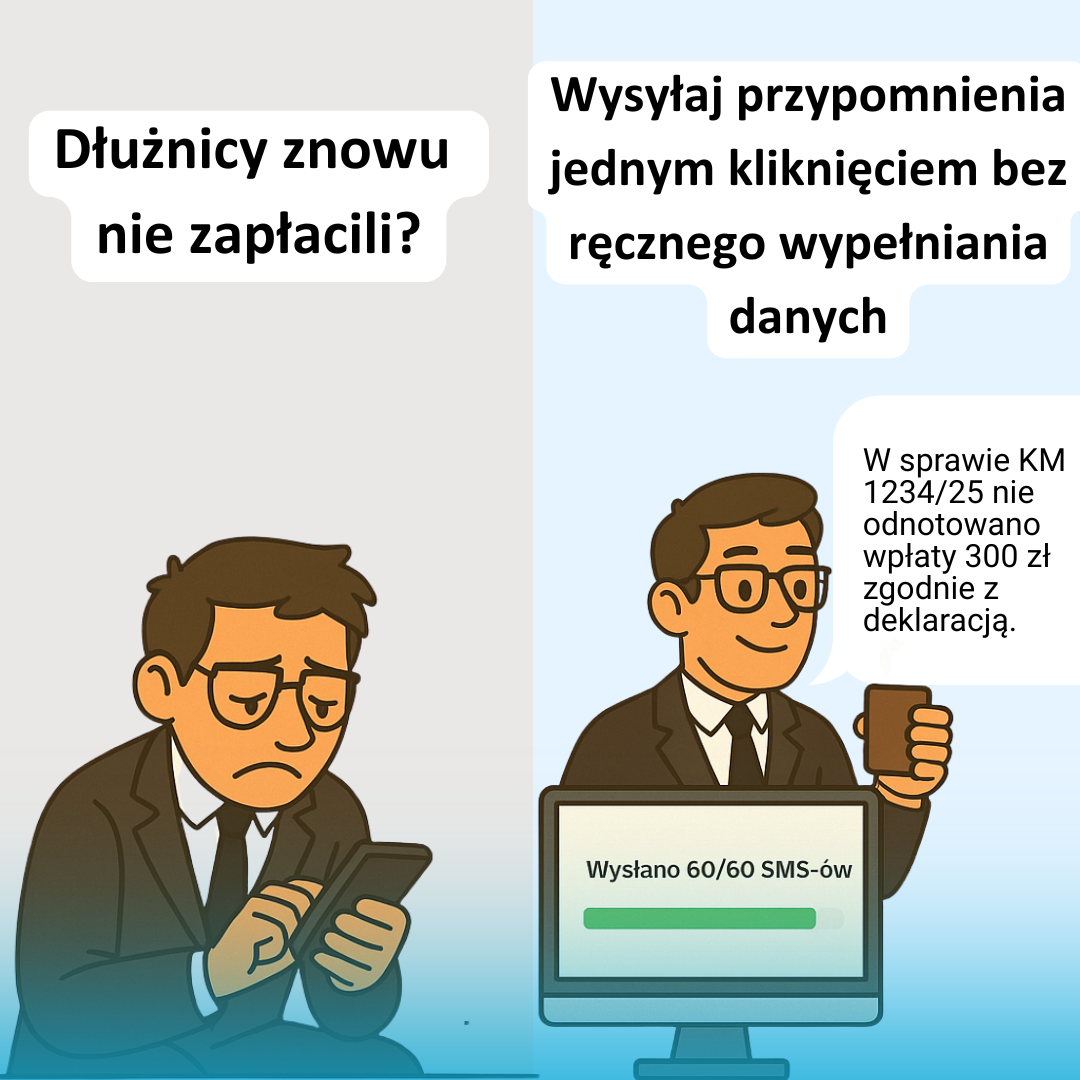 Dłużnicy znowu
nie zapłacili?
Wysyłaj przypomnienia
jednym kliknięciem bez
ręcznego wypełniania
danych
W sprawie KM
1234/25 nie
odnotowano
wpłaty 300 zł
zgodnie z
deklaracją.
Wysłano 60/60 SMS-ów